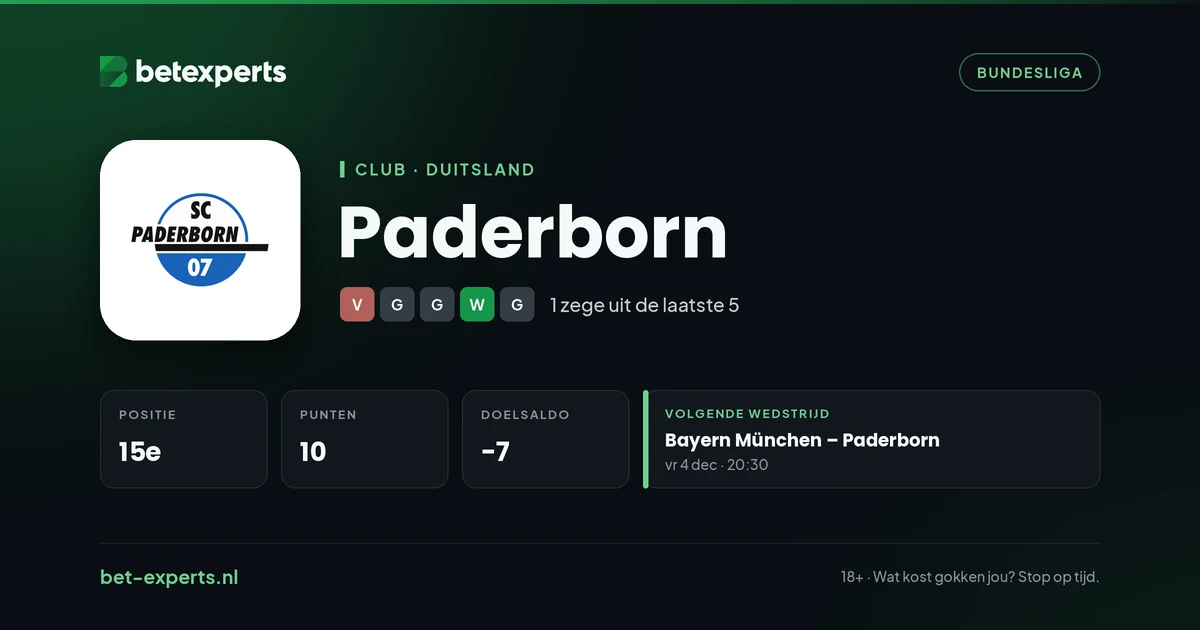 betexperts
BUNDESLIGA
SC
PADERBORN
07
CLUB · DUITSLAND
Paderborn
V G G W G 1 zege uit de laatste 5
POSITIE
15e
PUNTEN
10
DOELSALDO
-7
VOLGENDE WEDSTRIJD
Bayern München – Paderborn
vr 4 dec · 20:30
bet-experts.nl
18+ · Wat kost gokken jou? Stop op tijd.